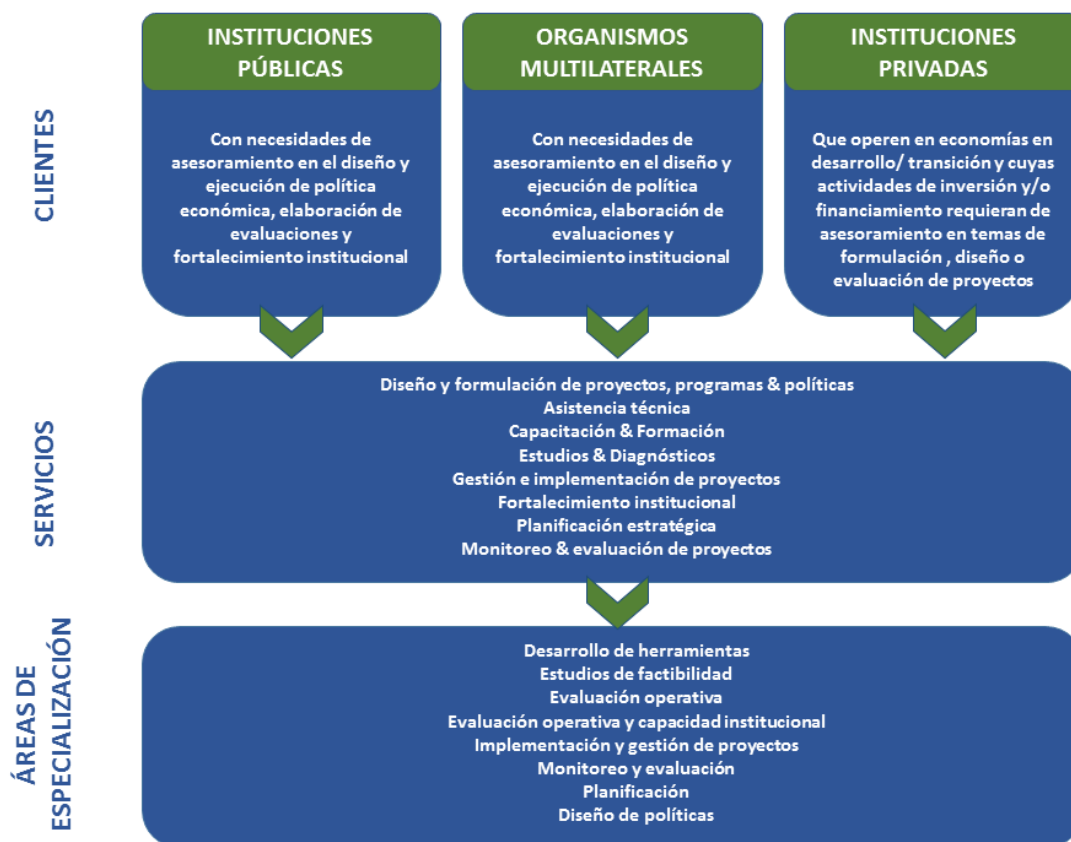 CLIENTES
INSTITUCIONES
PÚBLICAS
Con necesidades de
asesoramiento en el diseño y
ejecución de política
económica, elaboración de
evaluaciones y
fortalecimiento institucional
ORGANISMOS
MULTILATERALES
Con necesidades de
asesoramiento en el diseño y
ejecución de política
económica, elaboración de
evaluaciones y
fortalecimiento institucional
INSTITUCIONES
PRIVADAS
Que operen en economías en
desarrollo/ transición y cuyas
actividades de inversión y/o
financiamiento requieran de
asesoramiento en temas de
formulación , diseño o
evaluación de proyectos
SERVICIOS
Diseño y formulación de proyectos, programas & políticas
Asistencia técnica
Capacitación & Formación
Estudios & Diagnósticos
Gestión e implementación de proyectos
Fortalecimiento institucional
Planificación estratégica
Monitoreo & evaluación de proyectos
ÁREAS DE
ESPECIALIZACIÓN
Desarrollo de herramientas
Estudios de factibilidad
Evaluación operativa
Evaluación operativa y capacidad institucional
Implementación y gestión de proyectos
Monitoreo y evaluación
Planificación
Diseño de políticas